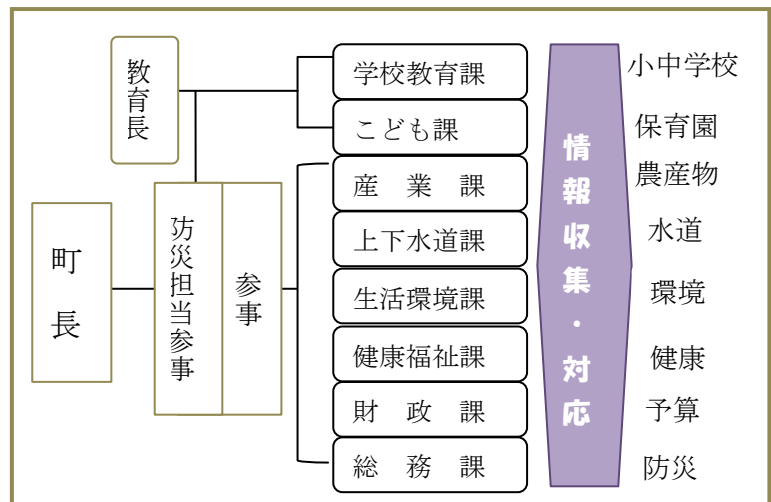 教育長
町長
防災担当参事
参事
学校教育課
こども課
産業課
上下水道課
生活環境課
健康福祉課
財政課
総務課
情報収集・対応
小中学校
保育園
農産物
水道
環境
健康
予算
防災